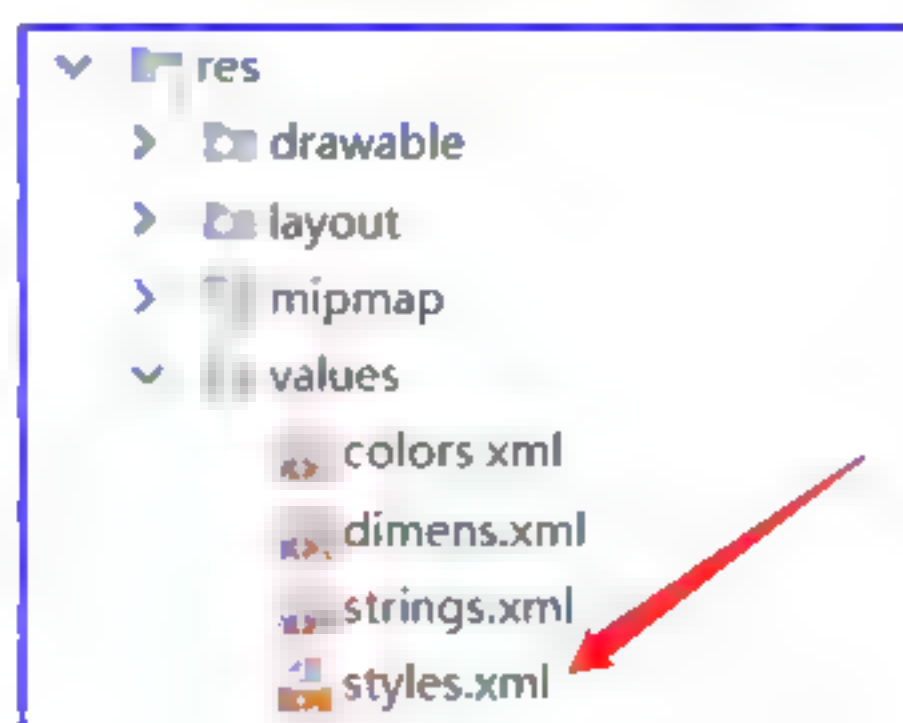 res
drawable
layout
mipmap
values
colors xml
dimens.xml
strings.xml
styles.xml